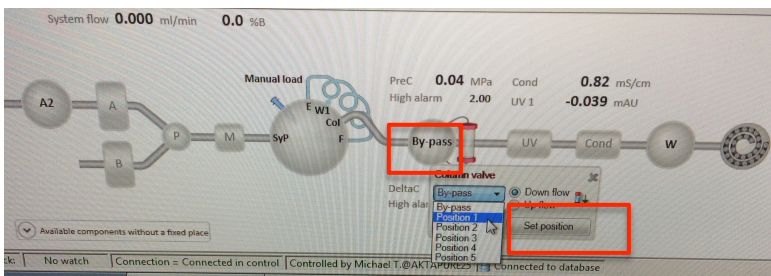 System flow 0.000 ml/min 0.0 %B
Manual load
PreC 0.04 MPa Cond 0.82 mS/cm
High alarm 2.00 UV 1 -0.039 mAU
A2 A
E W1
Col
P M SyP F By-pass UV Cond W
B
Column valve
DeltaC By-pass Down flow
High alar Up flow
By-pass
Position 1
Position 2
Position 3
Position 4
Position 5
Set position
Available components without a fixed place
ck: No watch Connection = Connected in control Controlled by Michael T.@AKTAPURE25 Connected to database